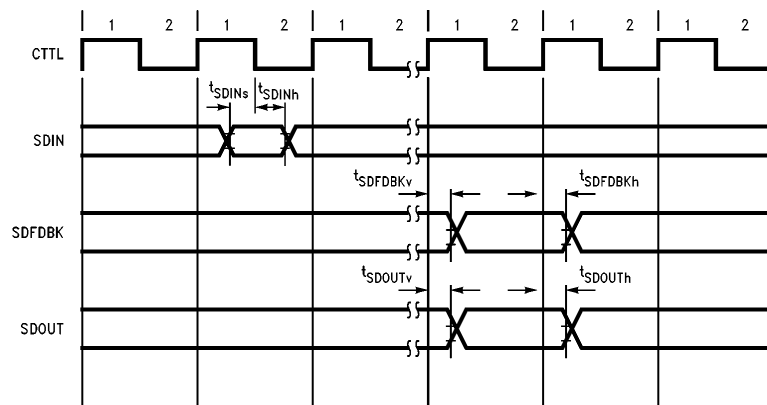 1 2 1 2 1 2 1 2 1 2 1 2
CTTL
tSDINs tSDINh
SDIN
tSDFDBKv tSDFDBKh
SDFDBK
tSDOUTv tSDOUTh
SDOUT